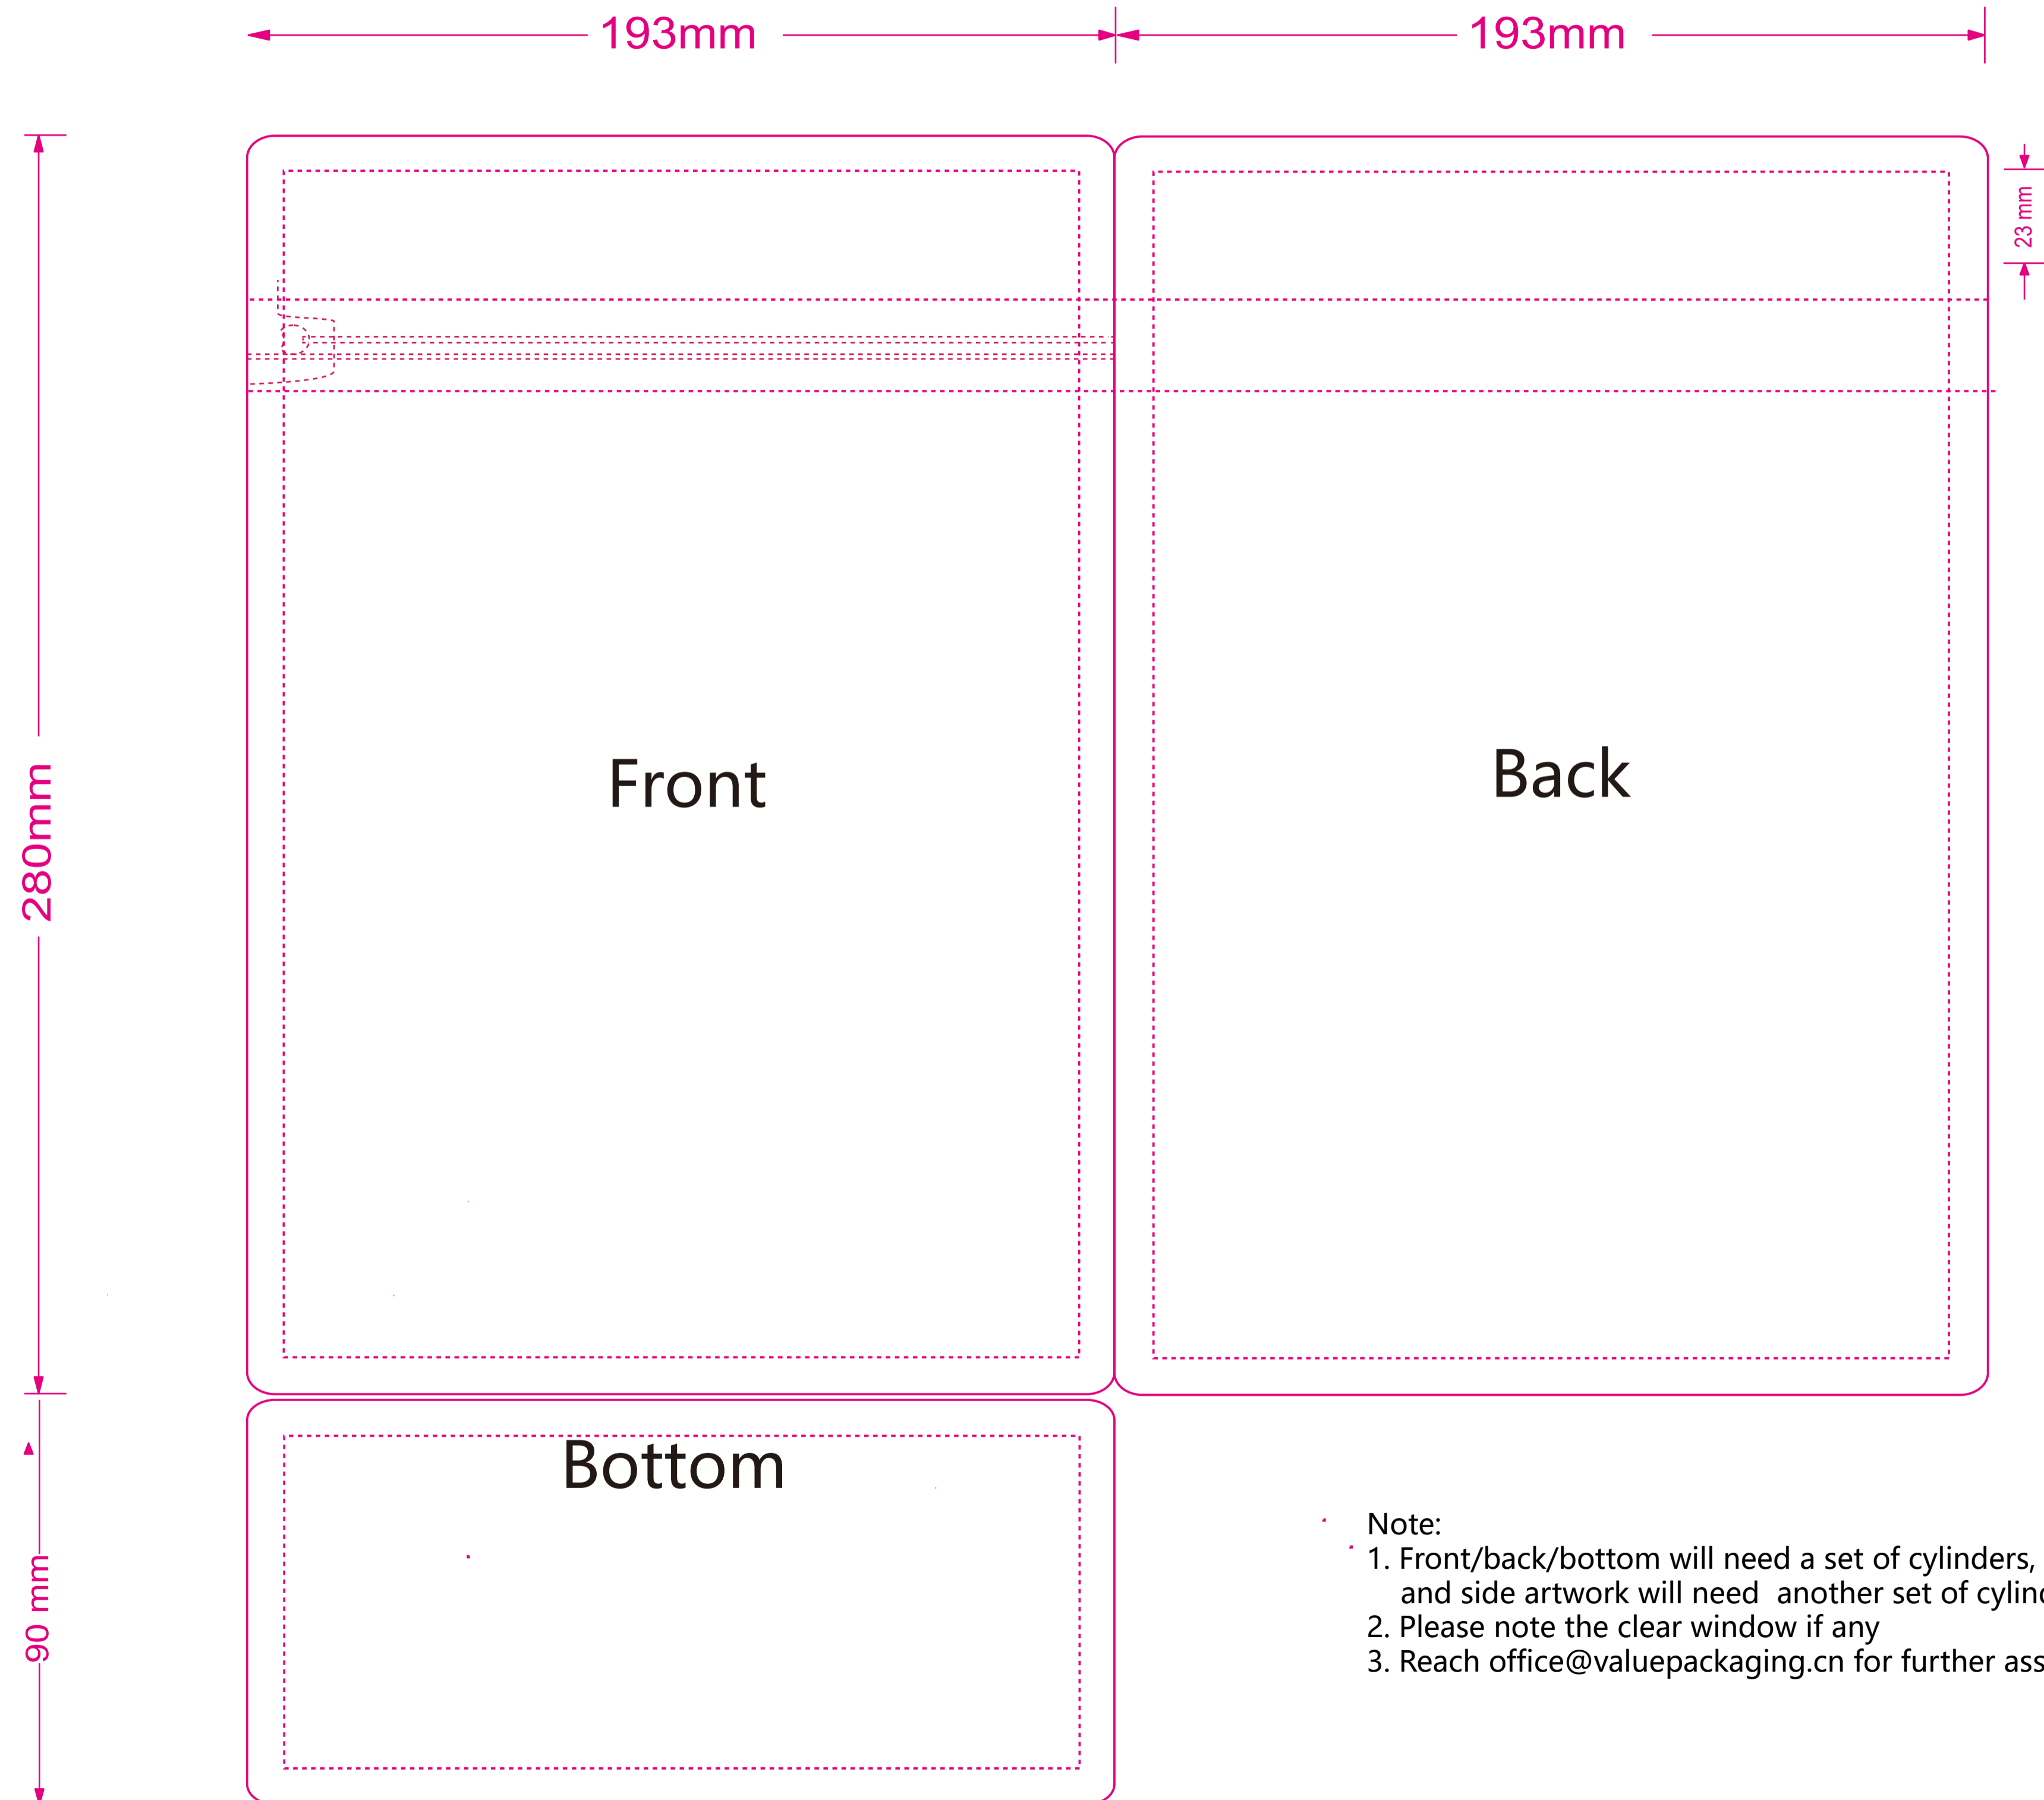 193mm
193mm
23 mm
280mm
Front
Back
Bottom
90 mm
Note:
1. Front/back/bottom will need a set of cylinders,
and side artwork will need another set of
2. Please note the clear window if any
3. Reach office@valuepackaging.cn for further